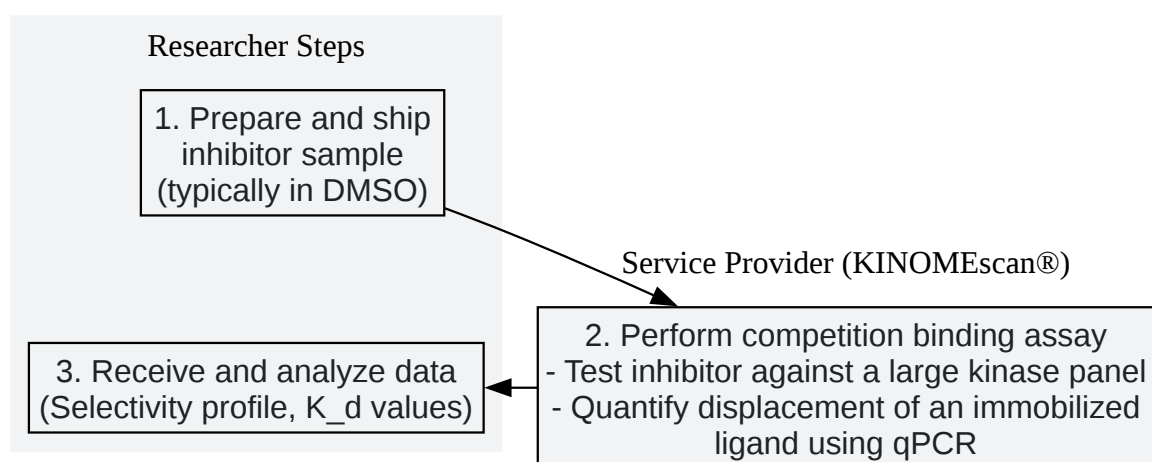 Researcher Steps
1. Prepare and ship
inhibitor sample
(typically in DMSO)
Service Provider (KINOMEscan®)
2. Perform competition binding assay
- Test inhibitor against a large kinase panel
- Quantify displacement of an immobilized
ligand using qPCR
3. Receive and analyze data
(Selectivity profile, K_d values)